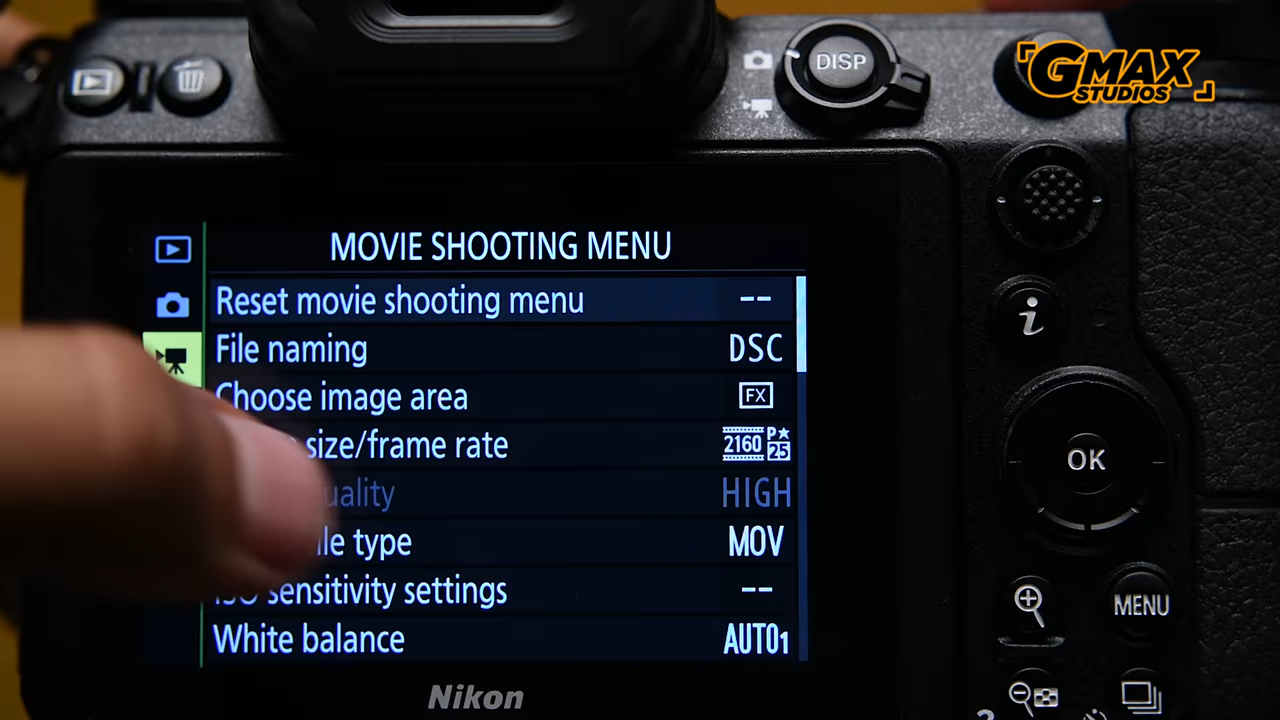 DISP
GMAX
STUDIOS
MOVIE SHOOTING MENU
Reset movie shooting menu --
File naming DSC
Choose image area FX
size/frame rate 2160 P★ 25
uality HIGH
ile type MOV
ISO sensitivity settings --
White balance AUTO1
i
OK
MENU
Nikon